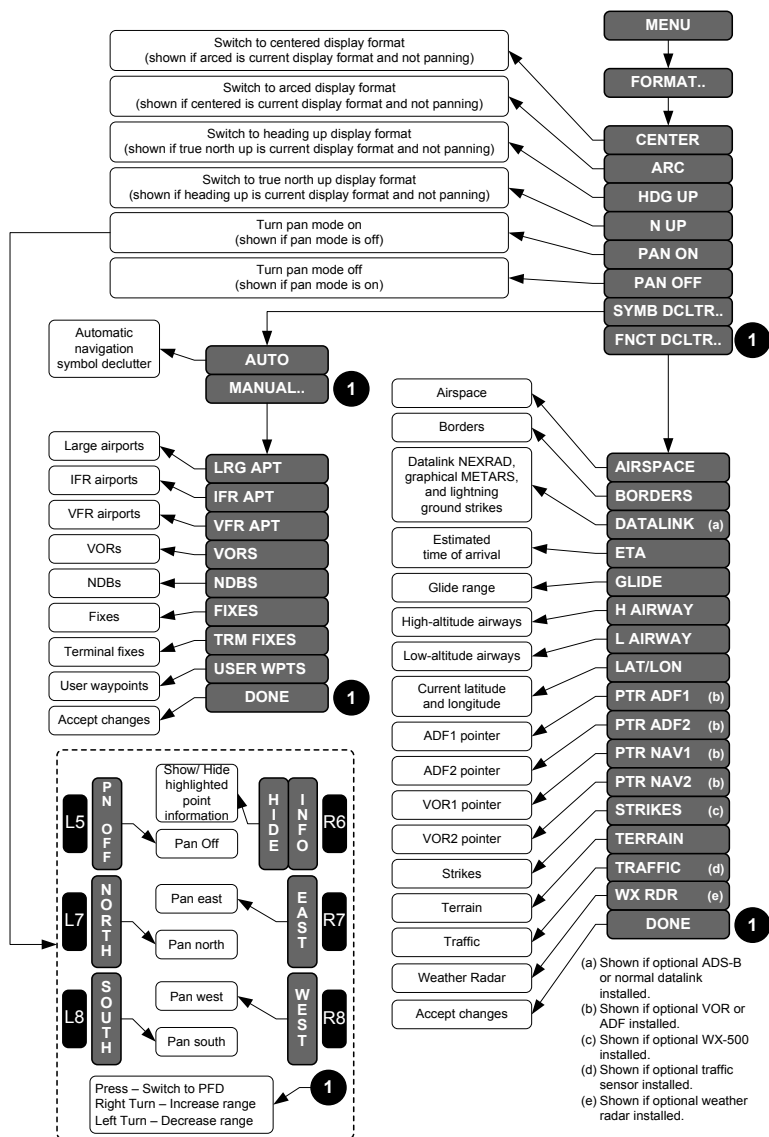 MENU
FORMAT..
Switch to centered display format
(shown if arced is current display format and not panning)
CENTER
Switch to arced display format
(shown if centered is current display format and not panning)
ARC
Switch to heading up display format
(shown if true north up is current display format and not panning)
HDG UP
Switch to true north up display format
(shown if heading up is current display format and not panning)
N UP
Turn pan mode on
(shown if pan mode is off)
PAN ON
Turn pan mode off
(shown if pan mode is on)
PAN OFF
SYMB DCLTR..
FNCT DCLTR..
1
Automatic
navigation
symbol declutter
AUTO
MANUAL..
1
Large airports
LRG APT
IFR airports
IFR APT
VFR airports
VFR APT
VORs
VORS
NDBs
NDBS
Fixes
FIXES
Terminal fixes
TRM FIXES
User waypoints
USER WPTS
Accept changes
DONE
1
Airspace
AIRSPACE
Borders
BORDERS
Datalink NEXRAD,
graphical METARS,
and lightning
ground strikes
DATALINK (a)
Estimated
time of arrival
ETA
Glide range
GLIDE
High-altitude airways
H AIRWAY
Low-altitude airways
L AIRWAY
Current latitude
and longitude
LAT/LON
ADF1 pointer
PTR ADF1 (b)
ADF2 pointer
PTR ADF2 (b)
VOR1 pointer
PTR NAV1 (b)
VOR2 pointer
PTR NAV2 (b)
Strikes
STRIKES (c)
Terrain
TERRAIN
Traffic
TRAFFIC (d)
Weather Radar
WX RDR (e)
Accept changes
DONE
1
L5
PN OFF
Pan Off
Show/ Hide
highlighted
point
information
HIDE
INFO
R6
L7
NORTH
Pan north
Pan east
EAST
R7
L8
SOUTH
Pan south
Pan west
WEST
R8
Press – Switch to PFD
Right Turn – Increase range
Left Turn – Decrease range
1
(a) Shown if optional ADS-B
or normal datalink
installed.
(b) Shown if optional VOR or
ADF installed.
(c) Shown if optional WX-500
installed.
(d) Shown if optional traffic
sensor installed.
(e) Shown if optional weather
radar installed.